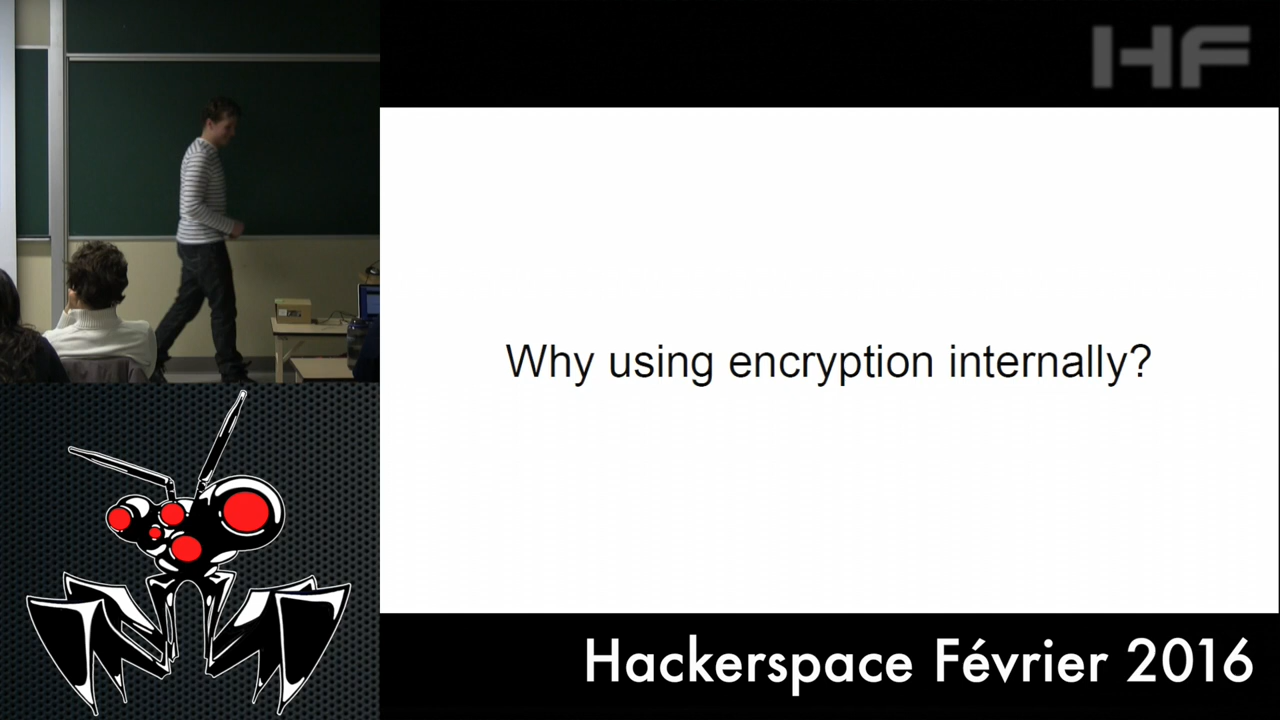 HF
Why using encryption internally?
Hackerspace Février 2016